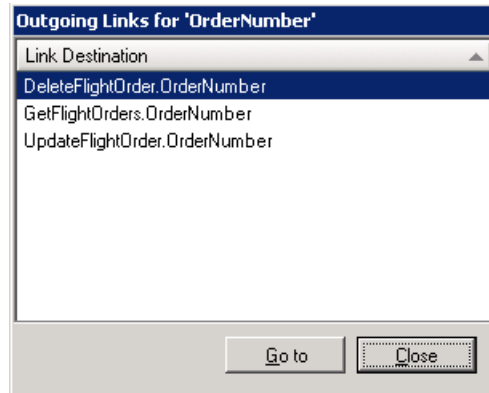 Outgoing Links for 'OrderNumber'
Link Destination
DeleteFlightOrder.OrderNumber
GetFlightOrders.OrderNumber
UpdateFlightOrder.OrderNumber
Go to Close